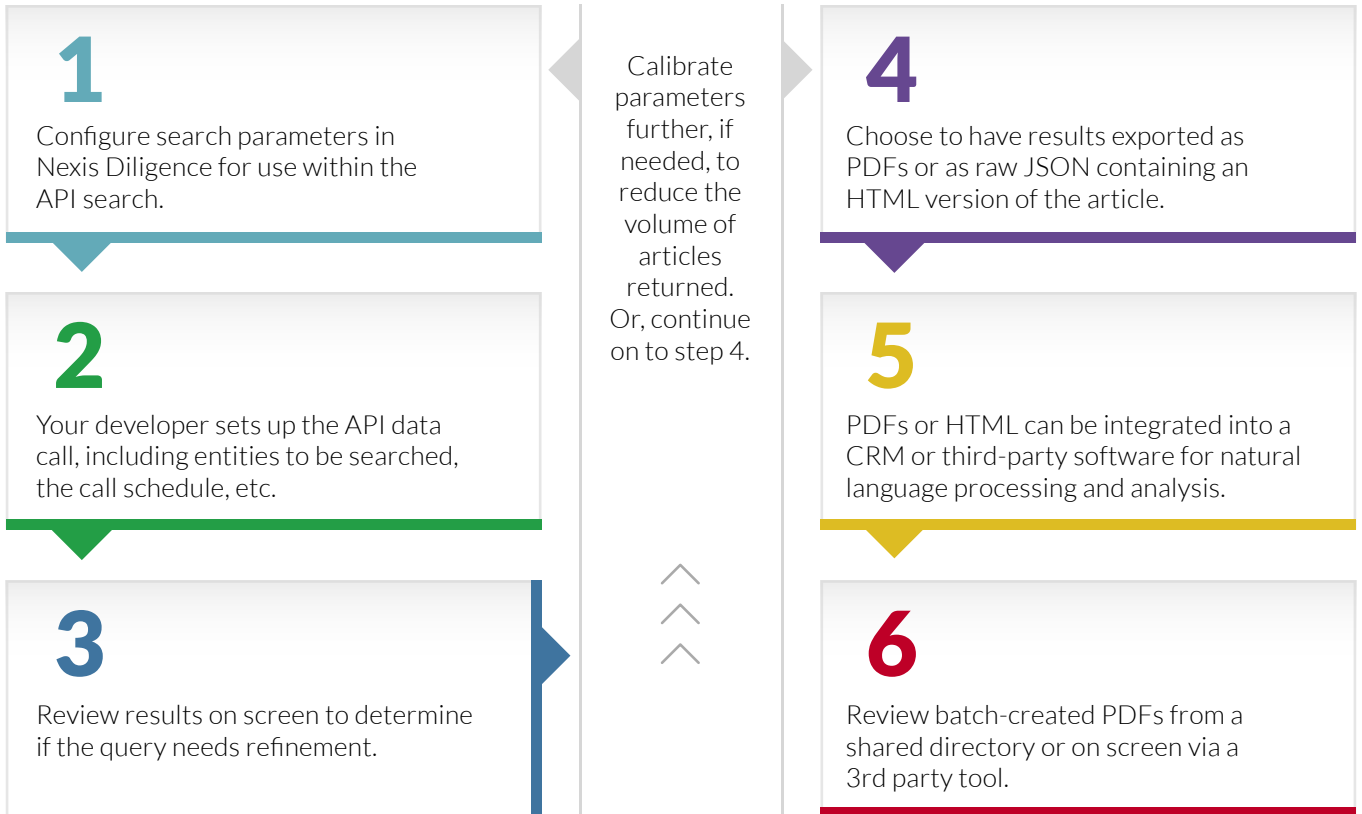 1
Configure search parameters in
Nexis Diligence for use within the
API search.
2
Your developer sets up the API data
call, including entities to be searched,
the call schedule, etc.
3
Review results on screen to determine
if the query needs refinement.
Calibrate
parameters
further, if
needed, to
reduce the
volume of
articles
returned.
Or, continue
on to step 4.
4
Choose to have results exported as
PDFs or as raw JSON containing an
HTML version of the article.
5
PDFs or HTML can be integrated into a
CRM or third-party software for natural
language processing and analysis.
6
Review batch-created PDFs from a
shared directory or on screen via a
3rd party tool.